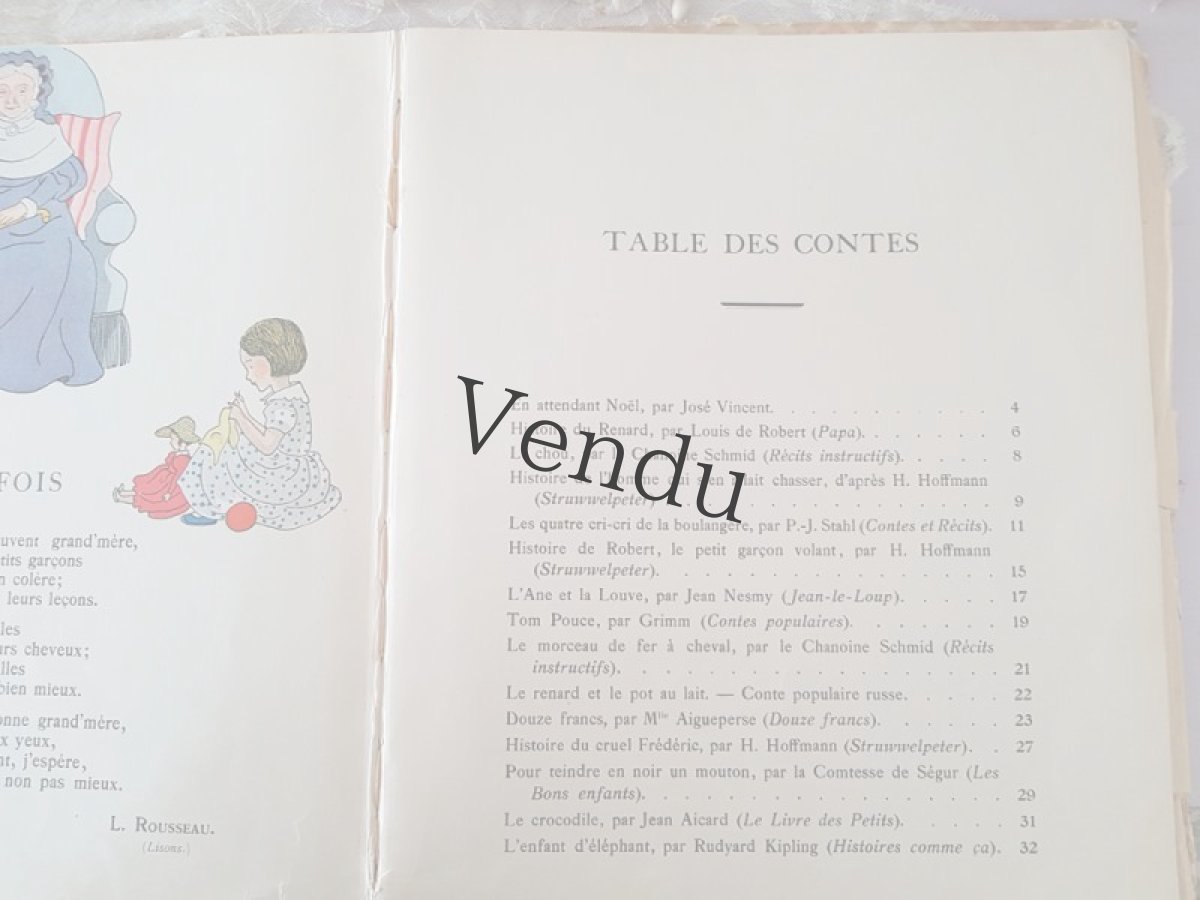 FOIS
uvent grand'mère,
tits garçons
n colère;
leurs leçons.
les
urs cheveux;
lles
bien mieux.
onne grand'mère,
x yeux,
nt, j'espère,
non pas mieux.
L. ROUSSEAU.
(Lisons.)
TABLE DES CONTES
En attendant Noël, par José Vincent. . . . . . . . . . 4
Histoire du Renard, par Louis de Robert (Papa). . . . . . . 6
Le chou, par le Chanoine Schmid (Récits instructifs). . . . . 8
Histoire de l'homme qui s'en allait chasser, d'après H. Hoffmann
(Struwwelpeter). . . . . . . . . . . . . . . 9
Les quatre cri-cri de la boulangère, par P.-J. Stahl (Contes et Récits). 11
Histoire de Robert, le petit garçon volant, par H. Hoffmann
(Struwwelpeter). . . . . . . . . . . . . . . 15
L'Ane et la Louve, par Jean Nesmy (Jean-le-Loup). . . . . 17
Tom Pouce, par Grimm (Contes populaires). . . . . . . 19
Le morceau de fer à cheval, par le Chanoine Schmid (Récits
instructifs). . . . . . . . . . . . . . . . . 21
Le renard et le pot au lait. — Conte populaire russe. . . . . 22
Douze francs, par Mlle Aigueperse (Douze francs). . . . . . 23
Histoire du cruel Frédéric, par H. Hoffmann (Struwwelpeter). . 27
Pour teindre en noir un mouton, par la Comtesse de Ségur (Les
Bons enfants). . . . . . . . . . . . . . . . 29
Le crocodile, par Jean Aicard (Le Livre des Petits). . . . . 31
L'enfant d'éléphant, par Rudyard Kipling (Histoires comme ça). 32
Vendu